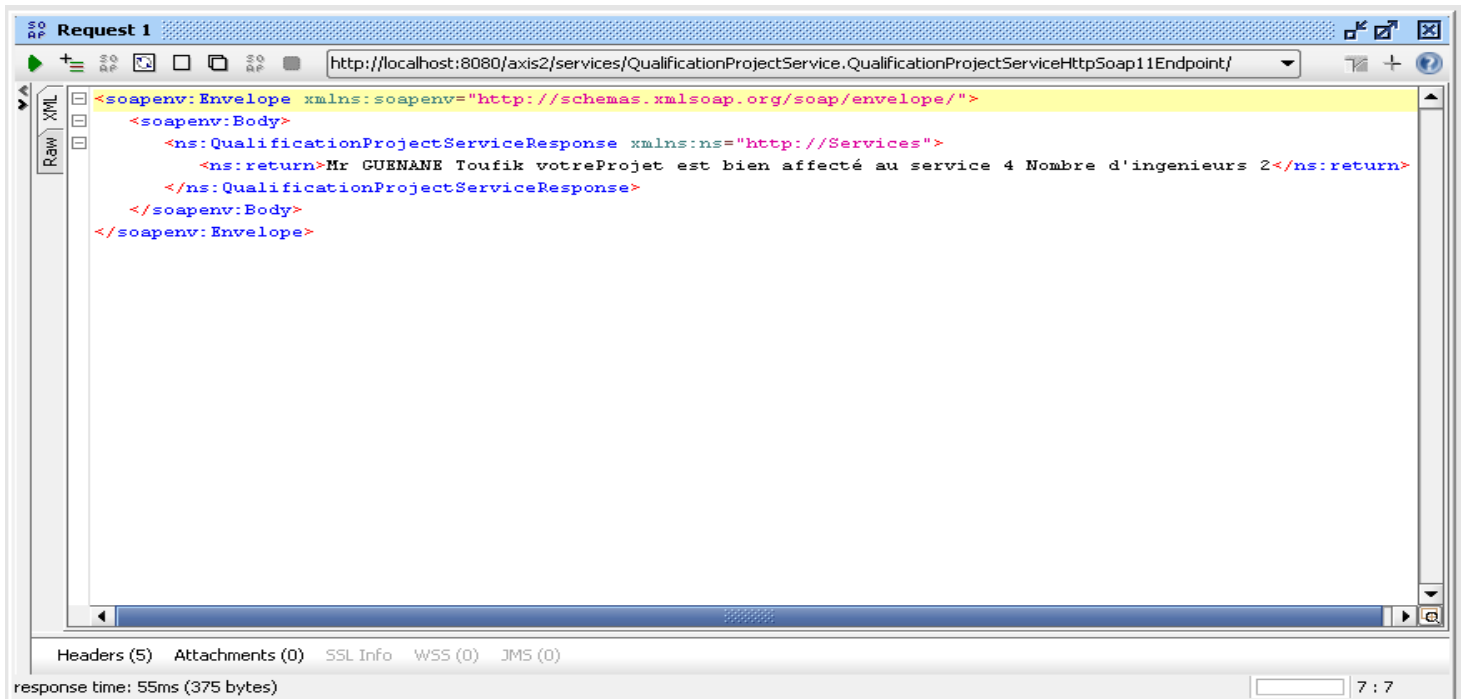 SOAP Request 1
SOAP SOAP http://localhost:8080/axis2/services/QualificationProjectService.QualificationProjectServiceHttpSoap11Endpoint/ ?
XML
Raw
<soapenv:Envelope xmlns:soapenv="http://schemas.xmlsoap.org/soap/envelope/">
<soapenv:Body>
<ns:QualificationProjectServiceResponse xmlns:ns="http://Services">
<ns:return>Mr GUENANE Toufik votreProjet est bien affecté au service 4 Nombre d'ingenieurs 2</ns:return>
</ns:QualificationProjectServiceResponse>
</soapenv:Body>
</soapenv:Envelope>
Headers (5) Attachments (0) SSL Info WSS (0) JMS (0)
response time: 55ms (375 bytes) 7 : 7